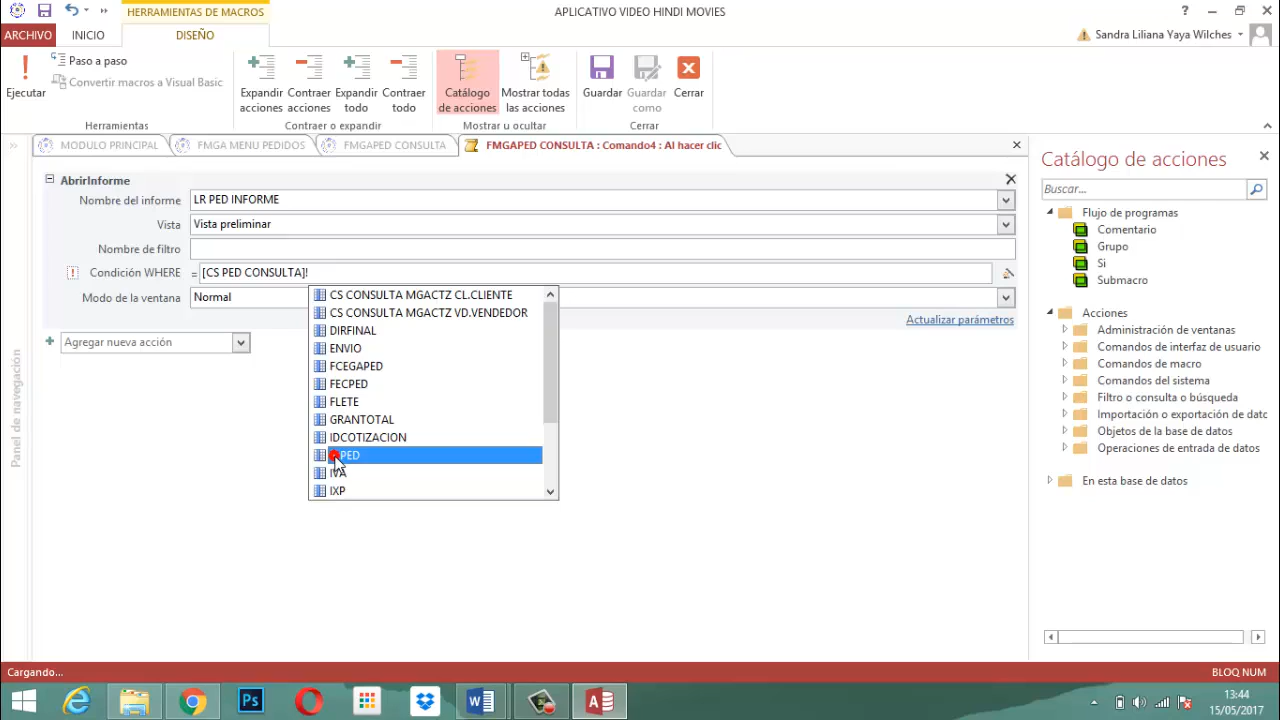 HERRAMIENTAS DE MACROS
APLICATIVO VIDEO HINDI MOVIES
ARCHIVO
INICIO
DISEÑO
Sandra Liliana Yaya Wilches
Ejecutar
Paso a paso
Convertir macros a Visual Basic
Herramientas
Expandir acciones
Contraer acciones
Expandir todo
Contraer todo
Contraer o expandir
Catálogo de acciones
Mostrar todas las acciones
Mostrar u ocultar
Guardar
Guardar como
Cerrar
Cerrar
MODULO PRINCIPAL
FMGA MENU PEDIDOS
FMGAPED CONSULTA
FMGAPED CONSULTA : Comando4 : Al hacer clic
Panel de navegación
AbrirInforme
Nombre del informe LR PED INFORME
Vista Vista preliminar
Nombre de filtro
Condición WHERE = [CS PED CONSULTA]!
Modo de la ventana Normal
Actualizar parámetros
Agregar nueva acción
CS CONSULTA MGACTZ CL.CLIENTE
CS CONSULTA MGACTZ VD.VENDEDOR
DIRFINAL
ENVIO
FCEGAPED
FECPED
FLETE
GRANTOTAL
IDCOTIZACION
PED
IVA
IXP
Catálogo de acciones
Buscar...
Flujo de programas
Comentario
Grupo
Si
Submacro
Acciones
Administración de ventanas
Comandos de interfaz de usuario
Comandos de macro
Comandos del sistema
Filtro o consulta o búsqueda
Importación o exportación de datc
Objetos de la base de datos
Operaciones de entrada de datos
En esta base de datos
Cargando...
BLOQ NUM
13:44
15/05/2017